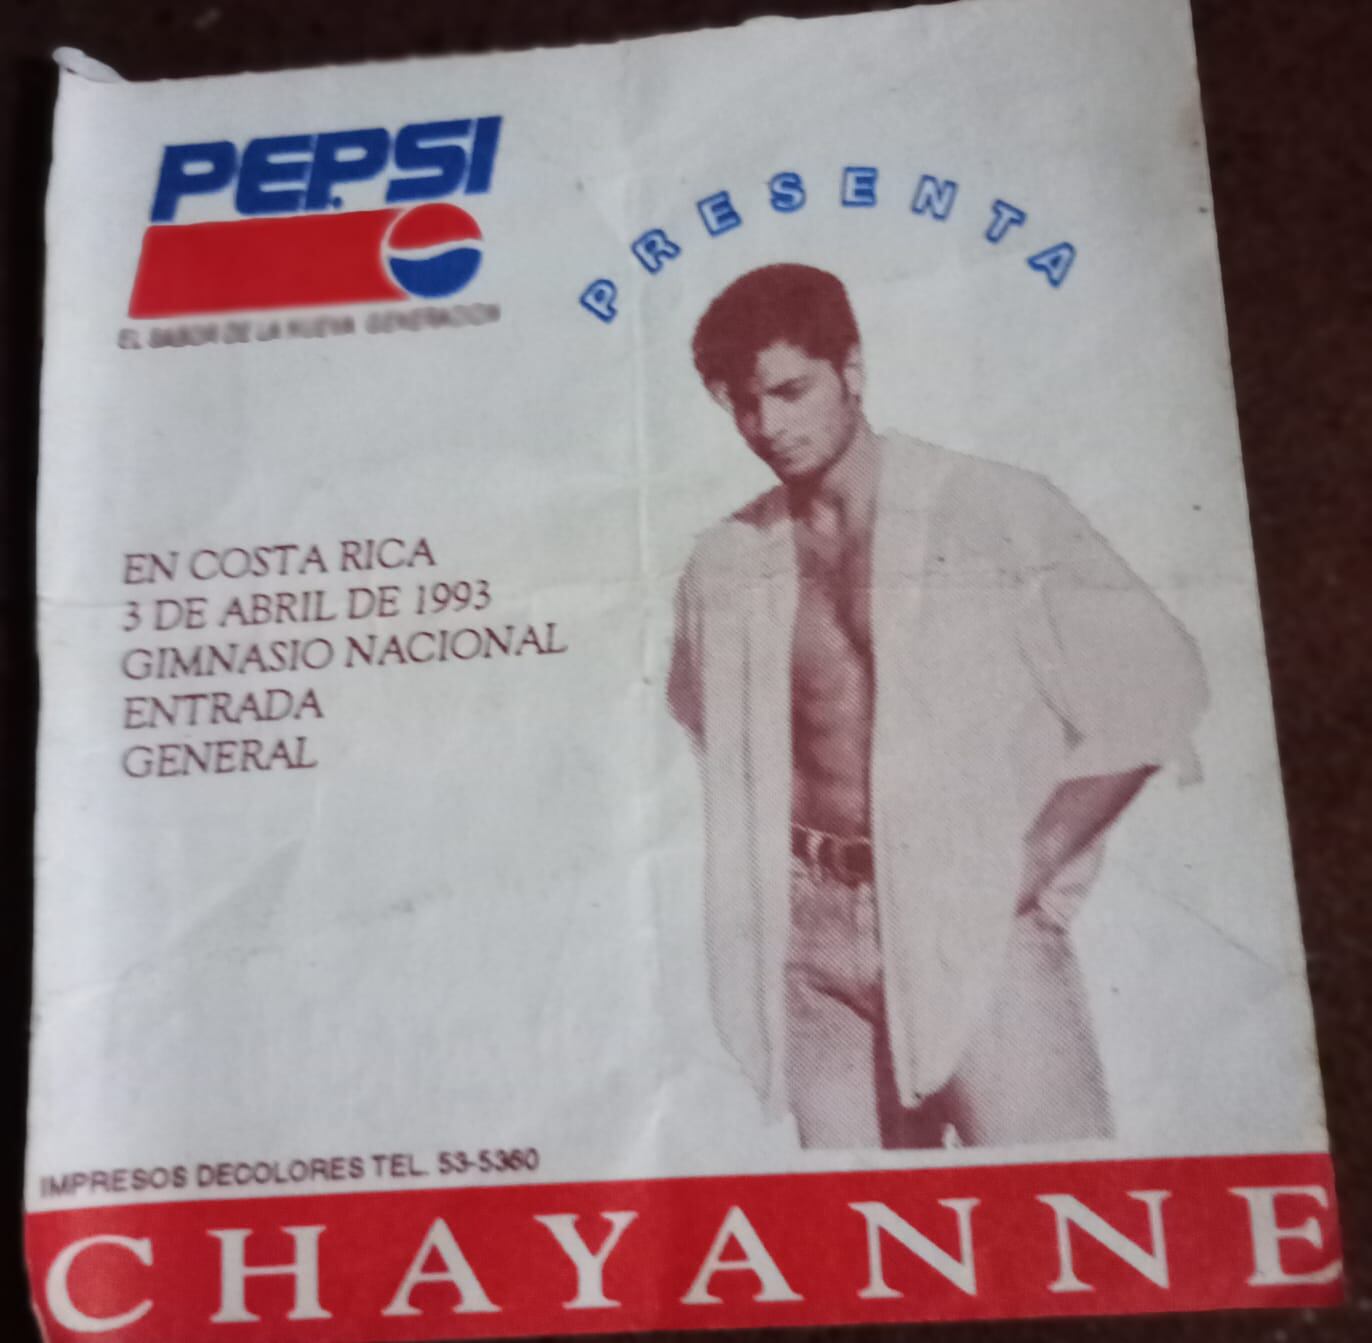 PEPSI
EL SABOR DE LA NUEVA GENERACION
PRESENTA
EN COSTA RICA
3 DE ABRIL DE 1993
GIMNASIO NACIONAL
ENTRADA
GENERAL
IMPRESOS DECOLORES TEL. 53-5360
CHAYANNE